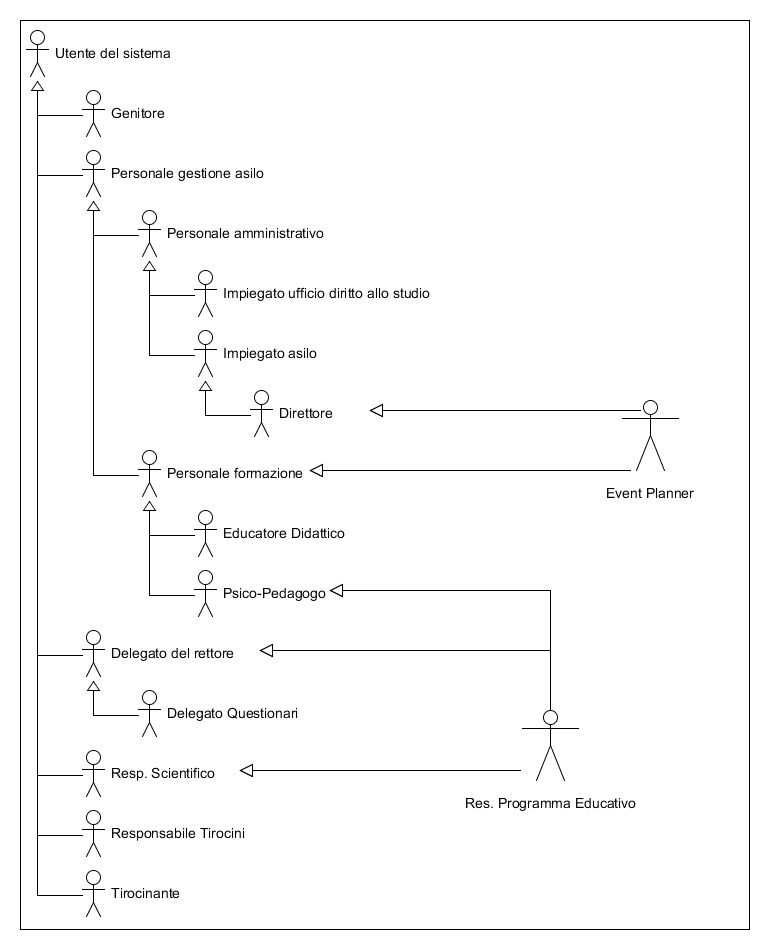 Utente del sistema
Genitore
Personale gestione asilo
Personale amministrativo
Impiegato ufficio diritto allo studio
Impiegato asilo
Direttore
Personale formazione
Event Planner
Educatore Didattico
Psico-Pedagogo
Delegato del rettore
Delegato Questionari
Resp. Scientifico
Res. Programma Educativo
Responsabile Tirocini
Tirocinante